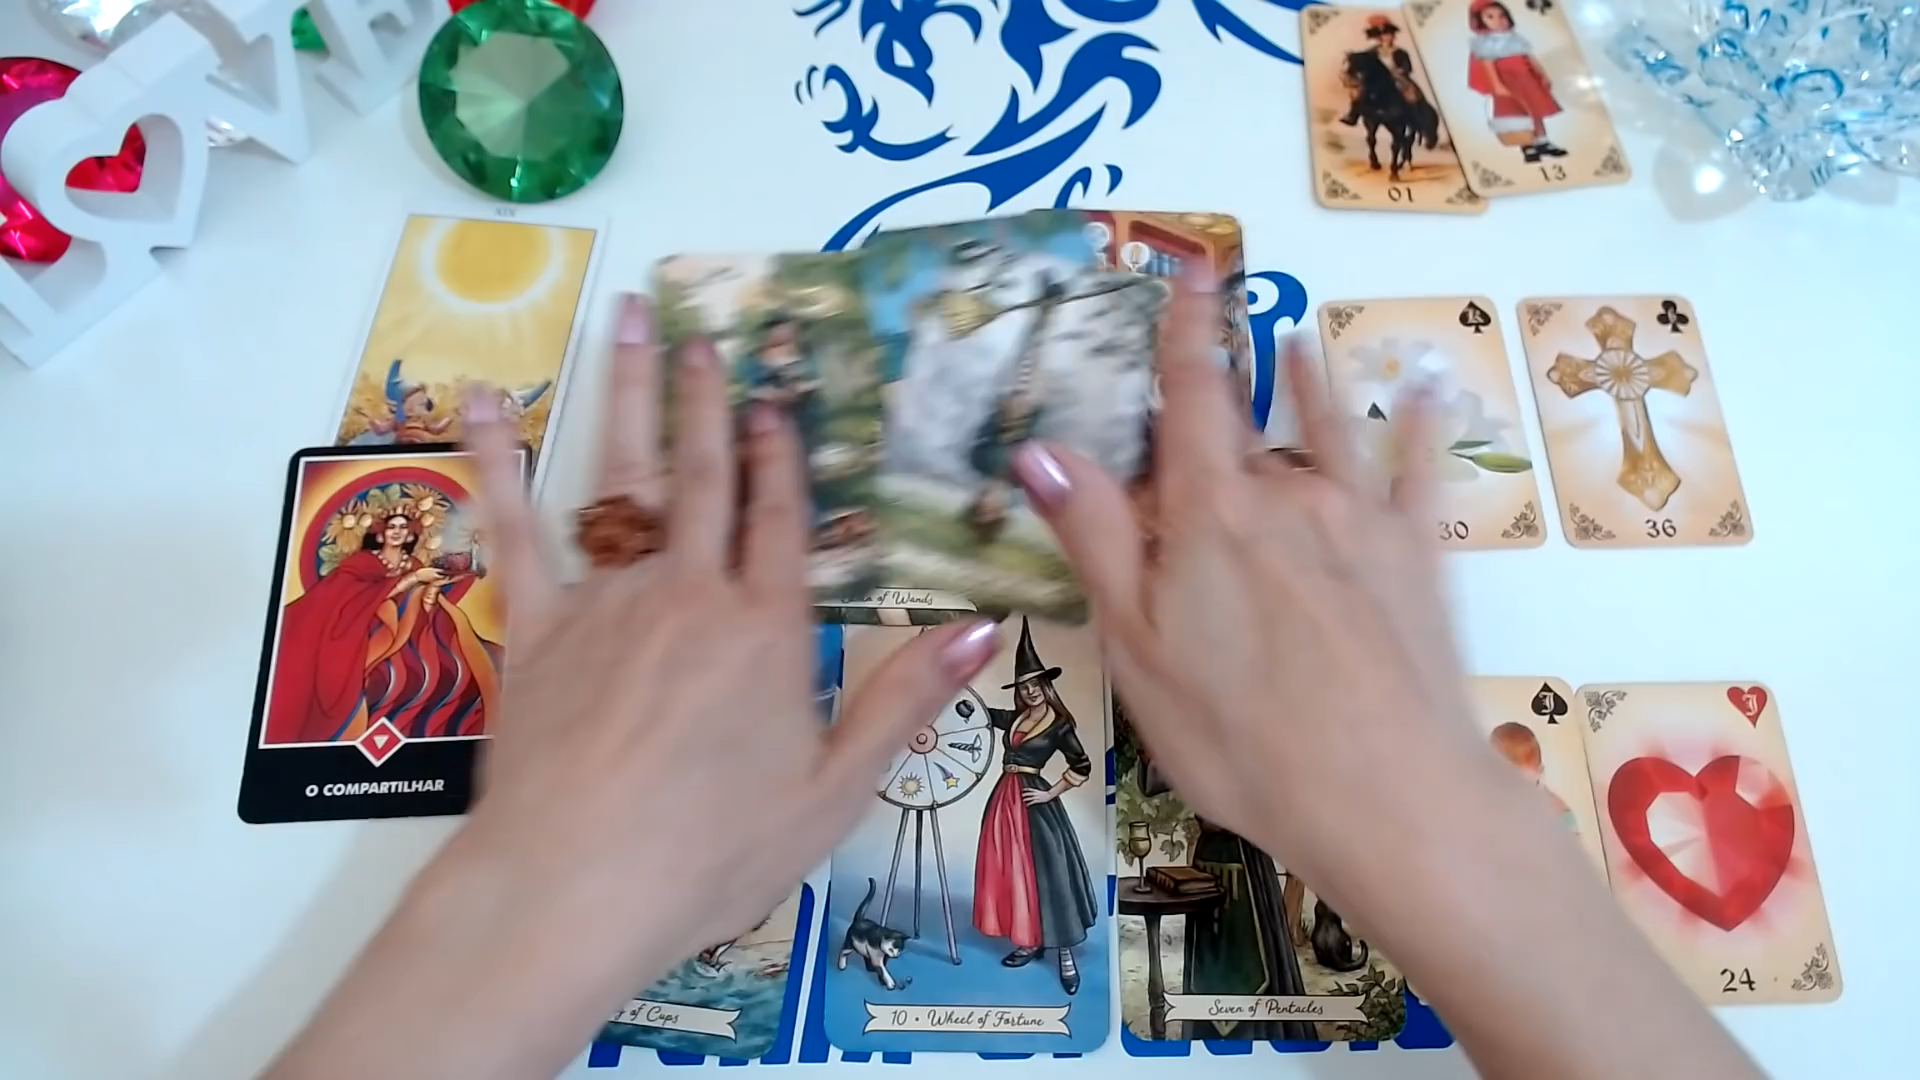 01
13
XIX
K
30
36
of Wands
O COMPARTILHAR
J
J
24
of Cups
10 • Wheel of Fortune
Seven of Pentacles